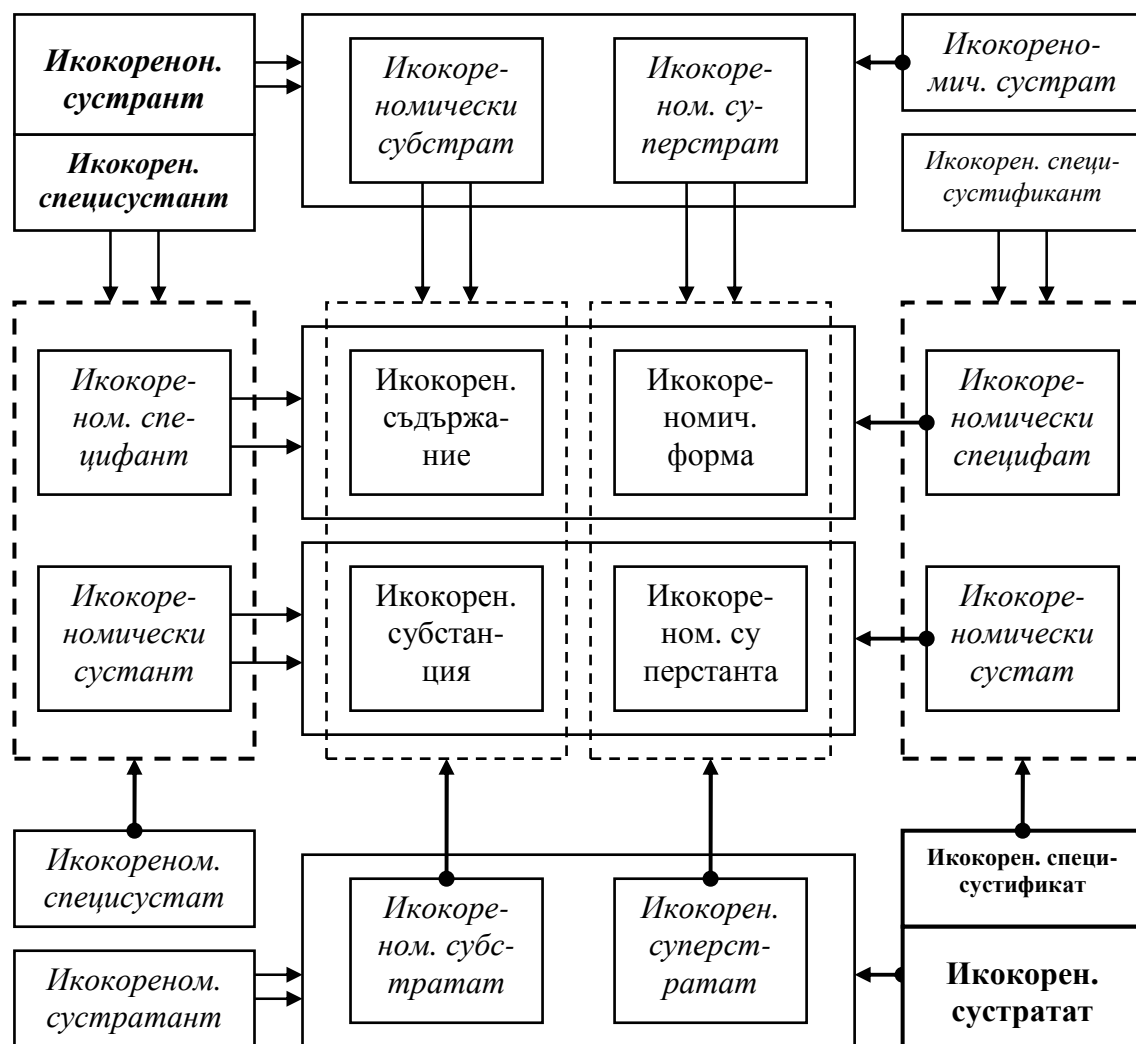 Икокоренон.
сустрант
Икокорен.
специсустант
Икокоре-
номически
субстрат
Икокоре-
ном. су-
перстрат
Икокорено-
мич. сустрат
Икокорен. специ-
сустификант
Икокоре-
ном. спе-
цифант
Икокорен.
съдържа-
ние
Икокоре-
номич.
форма
Икокоре-
номически
специфат
Икокоре-
номически
сустант
Икокорен.
субстан-
ция
Икокоре-
ном. су
перстанта
Икокоре-
номически
сустат
Икокореном.
специсустат
Икокореном.
сустратант
Икокоре-
ном. субс-
тратат
Икокорен.
суперст-
ратат
Икокорен. специ-
сустификат
Икокорен.
сустратат